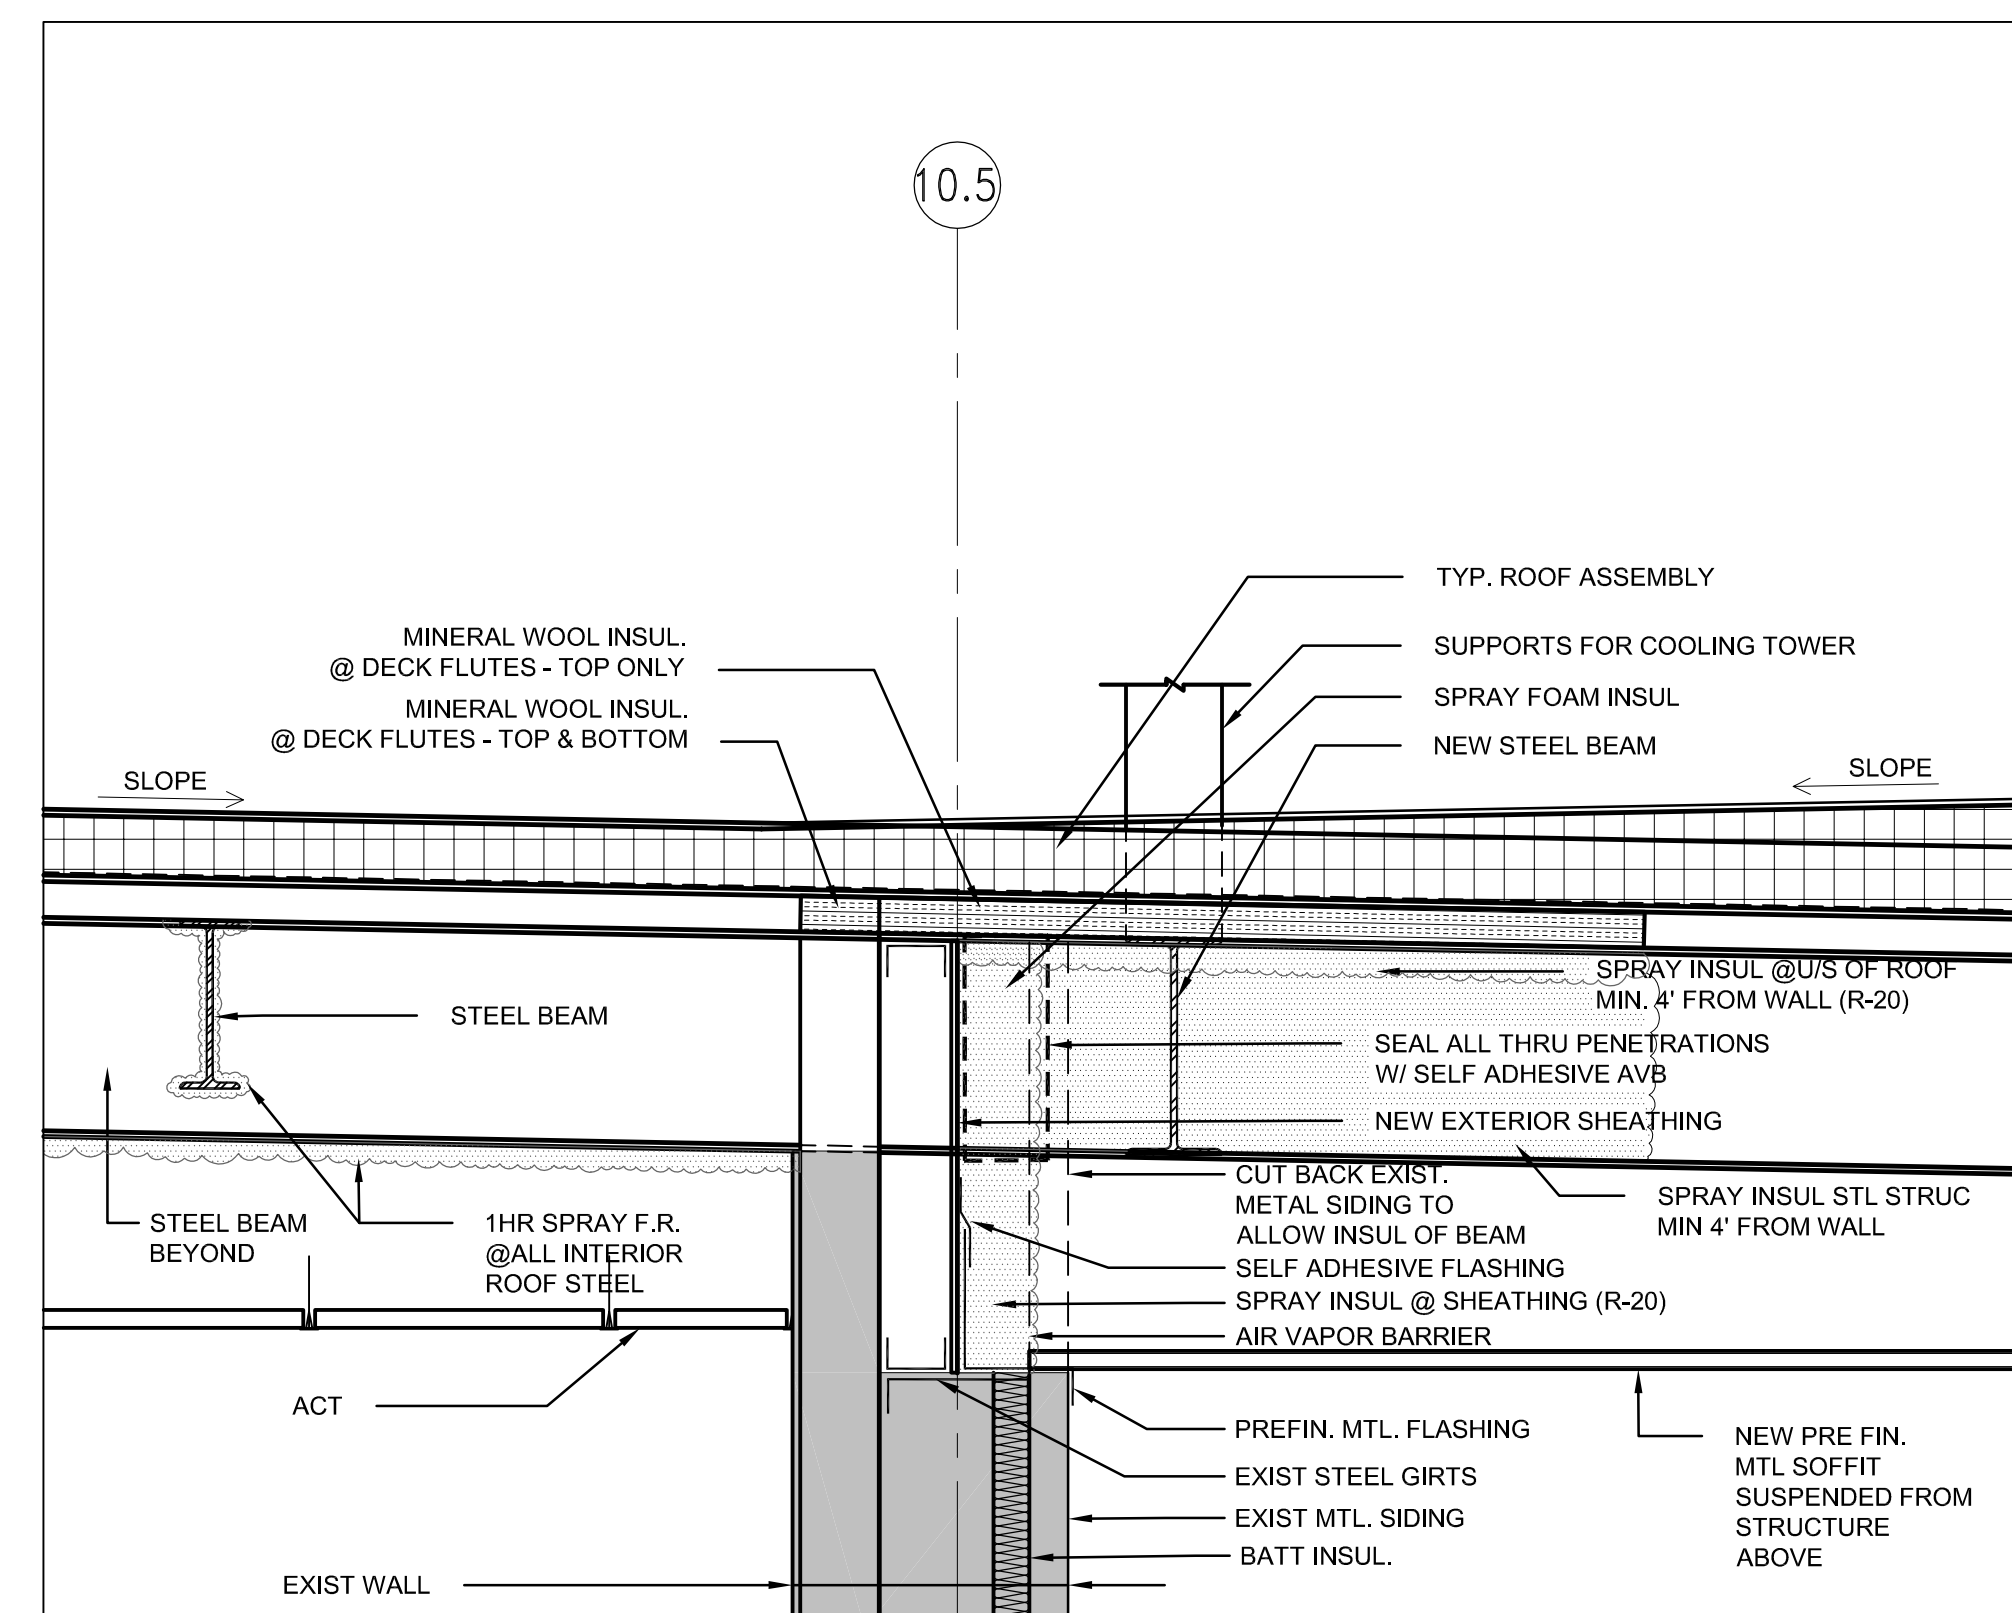 10.5
MINERAL WOOL INSUL.
@ DECK FLUTES - TOP ONLY
MINERAL WOOL INSUL.
@ DECK FLUTES - TOP & BOTTOM
SLOPE
TYP. ROOF ASSEMBLY
SUPPORTS FOR COOLING TOWER
SPRAY FOAM INSUL
NEW STEEL BEAM
SLOPE
STEEL BEAM
SPRAY INSUL @U/S OF ROOF
MIN. 4' FROM WALL (R-20)
SEAL ALL THRU PENETRATIONS
W/ SELF ADHESIVE AVB
NEW EXTERIOR SHEATHING
CUT BACK EXIST.
METAL SIDING TO
ALLOW INSUL OF BEAM
SPRAY INSUL STL STRUC
MIN 4' FROM WALL
STEEL BEAM
BEYOND
1HR SPRAY F.R.
@ALL INTERIOR
ROOF STEEL
SELF ADHESIVE FLASHING
SPRAY INSUL @ SHEATHING (R-20)
AIR VAPOR BARRIER
ACT
PREFIN. MTL. FLASHING
EXIST STEEL GIRTS
EXIST MTL. SIDING
BATT INSUL.
NEW PRE FIN.
MTL SOFFIT
SUSPENDED FROM
STRUCTURE
ABOVE
EXIST WALL